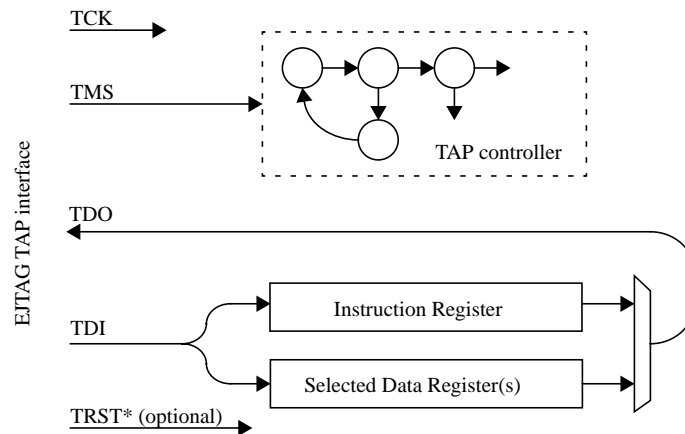 TCK
TMS
TAP controller
EJTAG TAP interface
TDO
Instruction Register
TDI
Selected Data Register(s)
TRST* (optional)